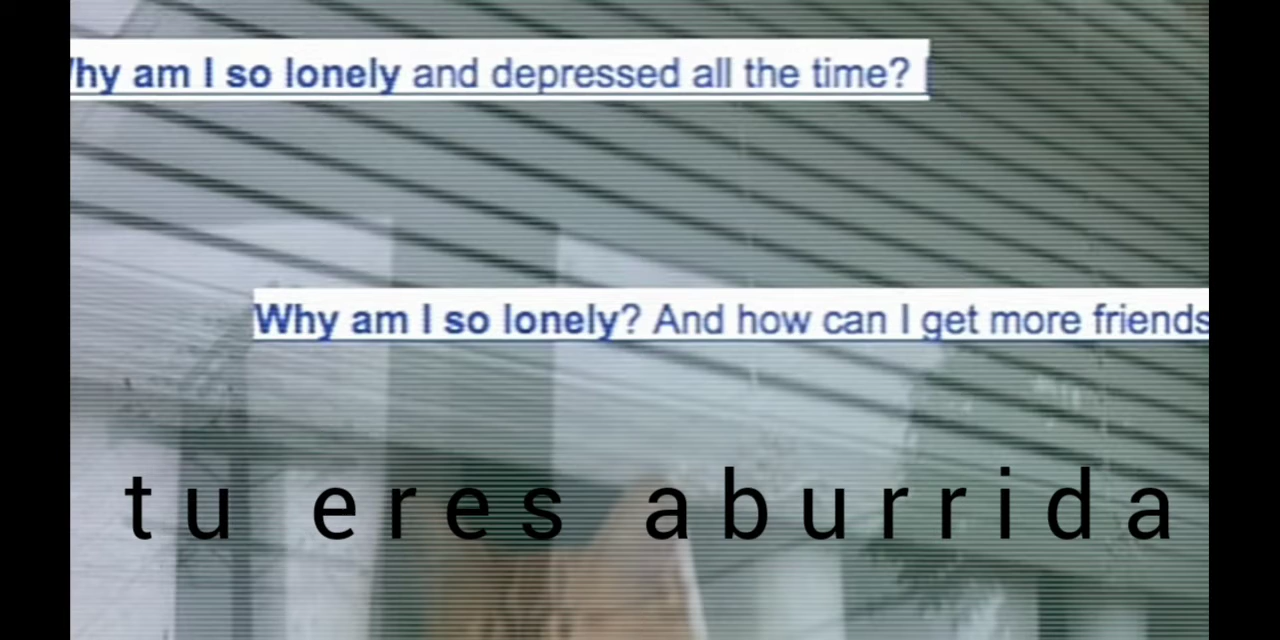 hy am I so lonely and depressed all the time?
Why am I so lonely? And how can I get more friends
tu eres aburrida